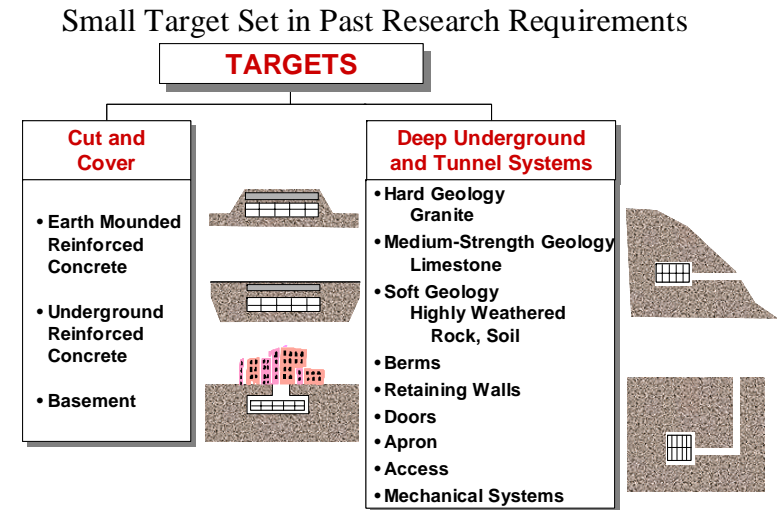 Small Target Set in Past Research Requirements
TARGETS
Cut and
Cover
• Earth Mounded
Reinforced
Concrete
• Underground
Reinforced
Concrete
• Basement
Deep Underground
and Tunnel Systems
• Hard Geology
Granite
• Medium-Strength Geology
Limestone
• Soft Geology
Highly Weathered
Rock, Soil
• Berms
• Retaining Walls
• Doors
• Apron
• Access
• Mechanical Systems